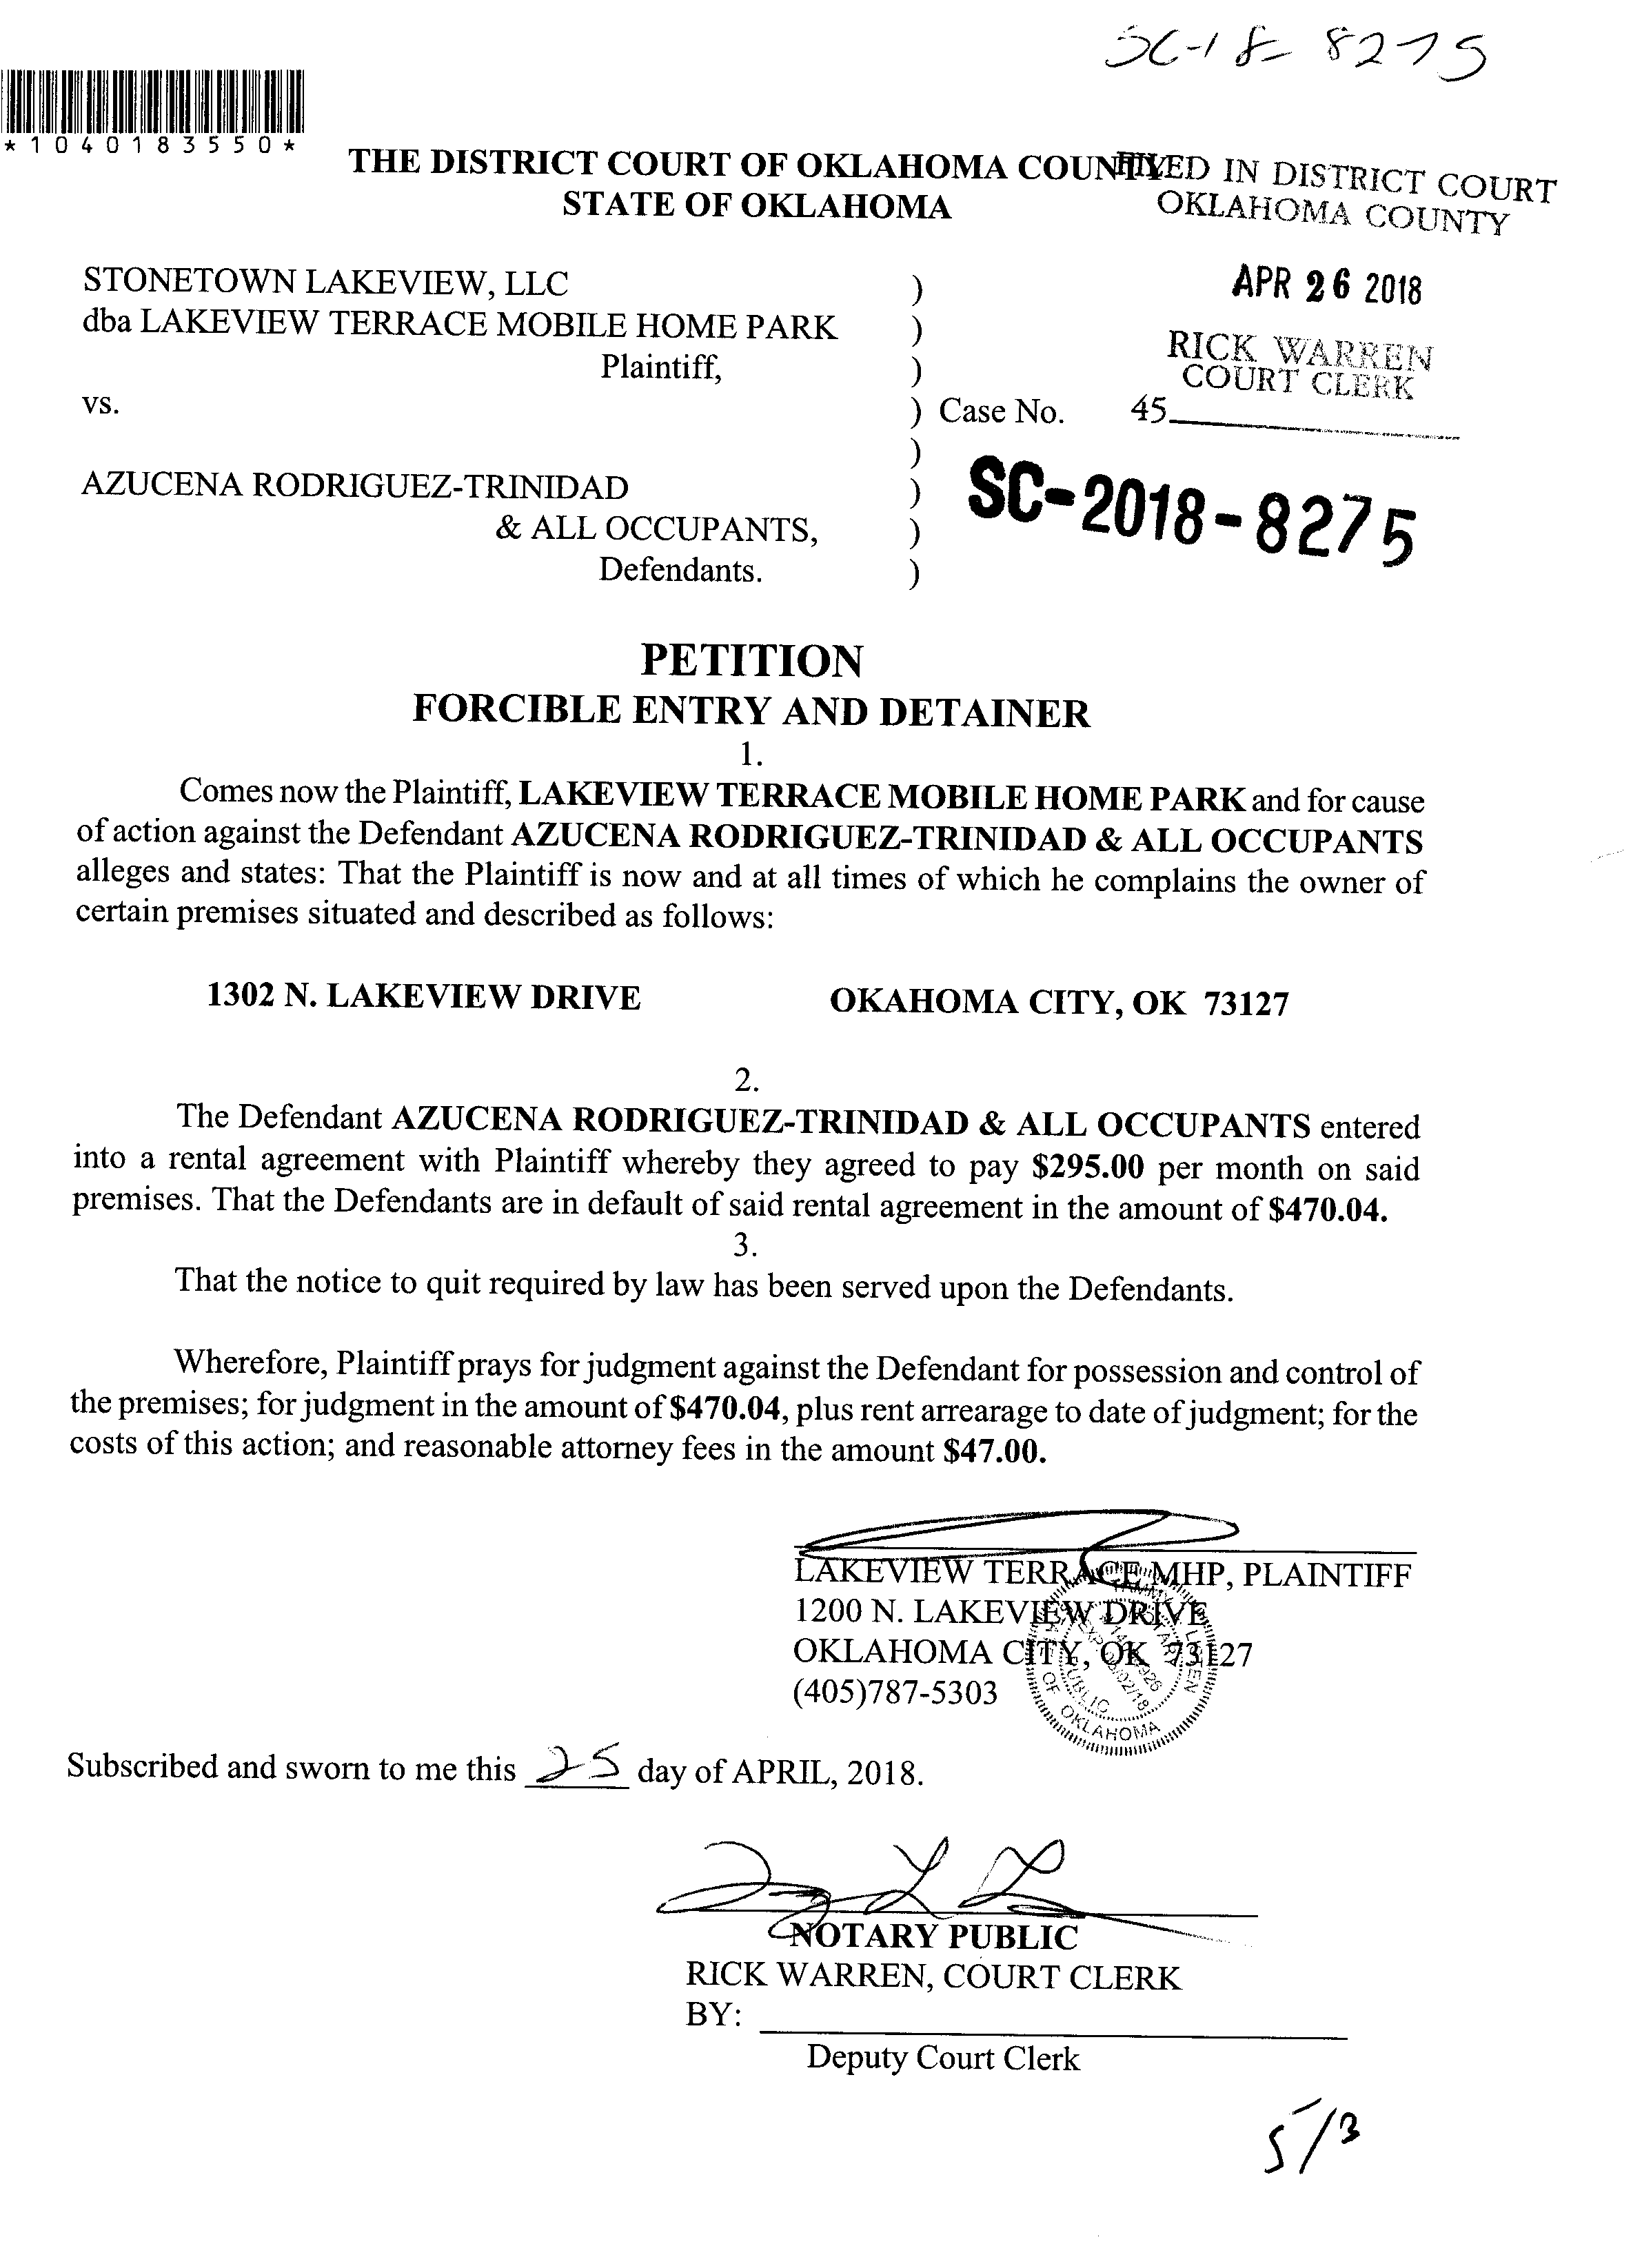 SC-18-8275
*1040183550*
THE DISTRICT COURT OF OKLAHOMA COUNTY
STATE OF OKLAHOMA
FILED IN DISTRICT COURT
OKLAHOMA COUNTY
APR 26 2018
RICK WARREN
COURT CLERK
45
STONETOWN LAKEVIEW, LLC )
dba LAKEVIEW TERRACE MOBILE HOME PARK )
Plaintiff, )
vs. ) Case No.
)
AZUCENA RODRIGUEZ-TRINIDAD )
& ALL OCCUPANTS, )
Defendants. )
SC-2018-8275
PETITION
FORCIBLE ENTRY AND DETAINER
1.
Comes now the Plaintiff, LAKEVIEW TERRACE MOBILE HOME PARK and for cause
of action against the Defendant AZUCENA RODRIGUEZ-TRINIDAD & ALL OCCUPANTS
alleges and states: That the Plaintiff is now and at all times of which he complains the owner of
certain premises situated and described as follows:
1302 N. LAKEVIEW DRIVE OKAHOMA CITY, OK 73127
2.
The Defendant AZUCENA RODRIGUEZ-TRINIDAD & ALL OCCUPANTS entered
into a rental agreement with Plaintiff whereby they agreed to pay $295.00 per month on said
premises. That the Defendants are in default of said rental agreement in the amount of $470.04.
3.
That the notice to quit required by law has been served upon the Defendants.
Wherefore, Plaintiff prays for judgment against the Defendant for possession and control of
the premises; for judgment in the amount of $470.04, plus rent arrearage to date of judgment; for the
costs of this action; and reasonable attorney fees in the amount $47.00.
LAKEVIEW TERRACE MHP, PLAINTIFF
1200 N. LAKEVIEW DRIVE
OKLAHOMA CITY, OK 73127
(405)787-5303
NOTARY PUBLIC
OF OKLAHOMA
Subscribed and sworn to me this 25 day of APRIL, 2018.
NOTARY PUBLIC
RICK WARREN, COURT CLERK
BY:
Deputy Court Clerk
5/3